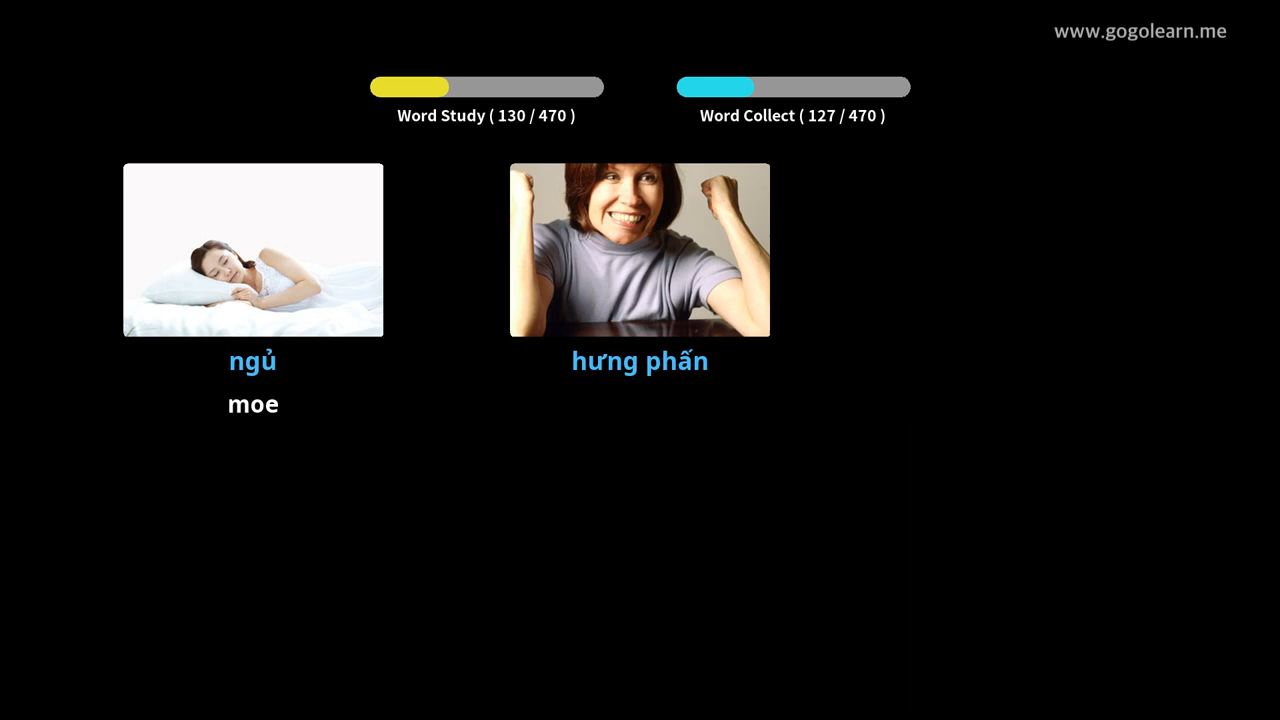 www.gogolearn.me
Word Study ( 130 / 470 )
Word Collect ( 127 / 470 )
ngủ
hưng phấn
moe